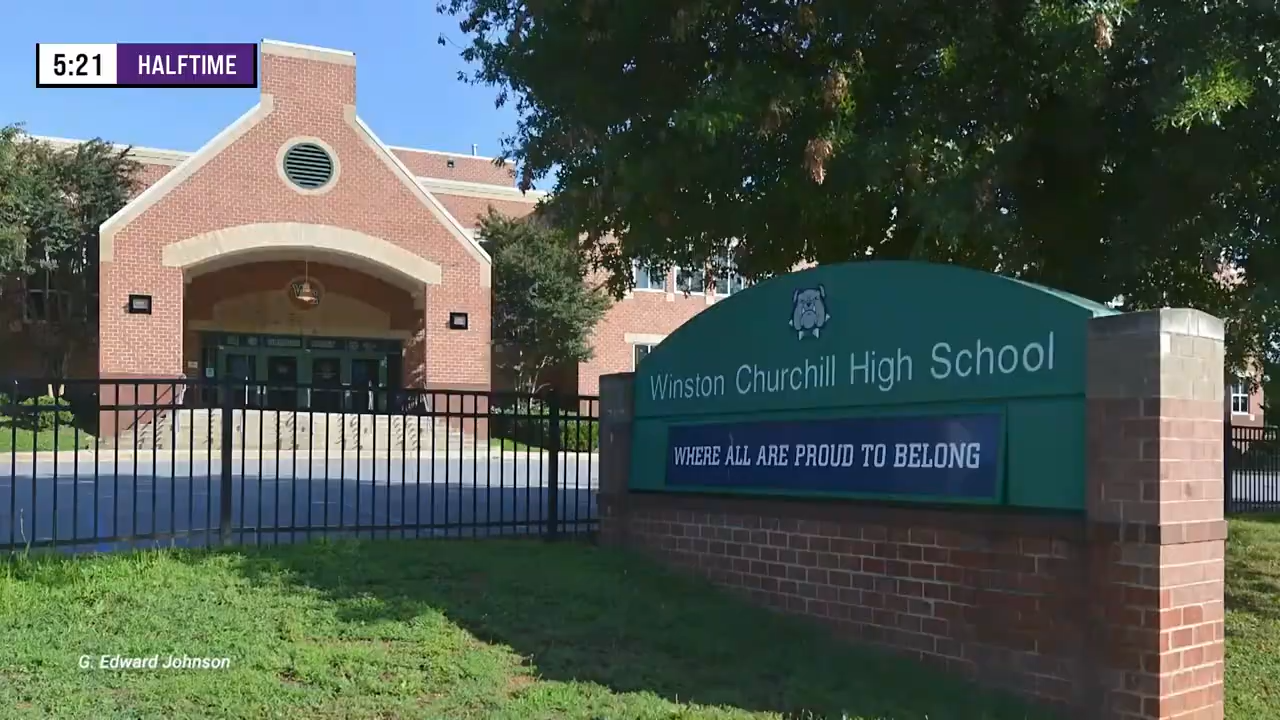 5:21 HALFTIME
Winston Churchill High School
WHERE ALL ARE PROUD TO BELONG
G. Edward Johnson